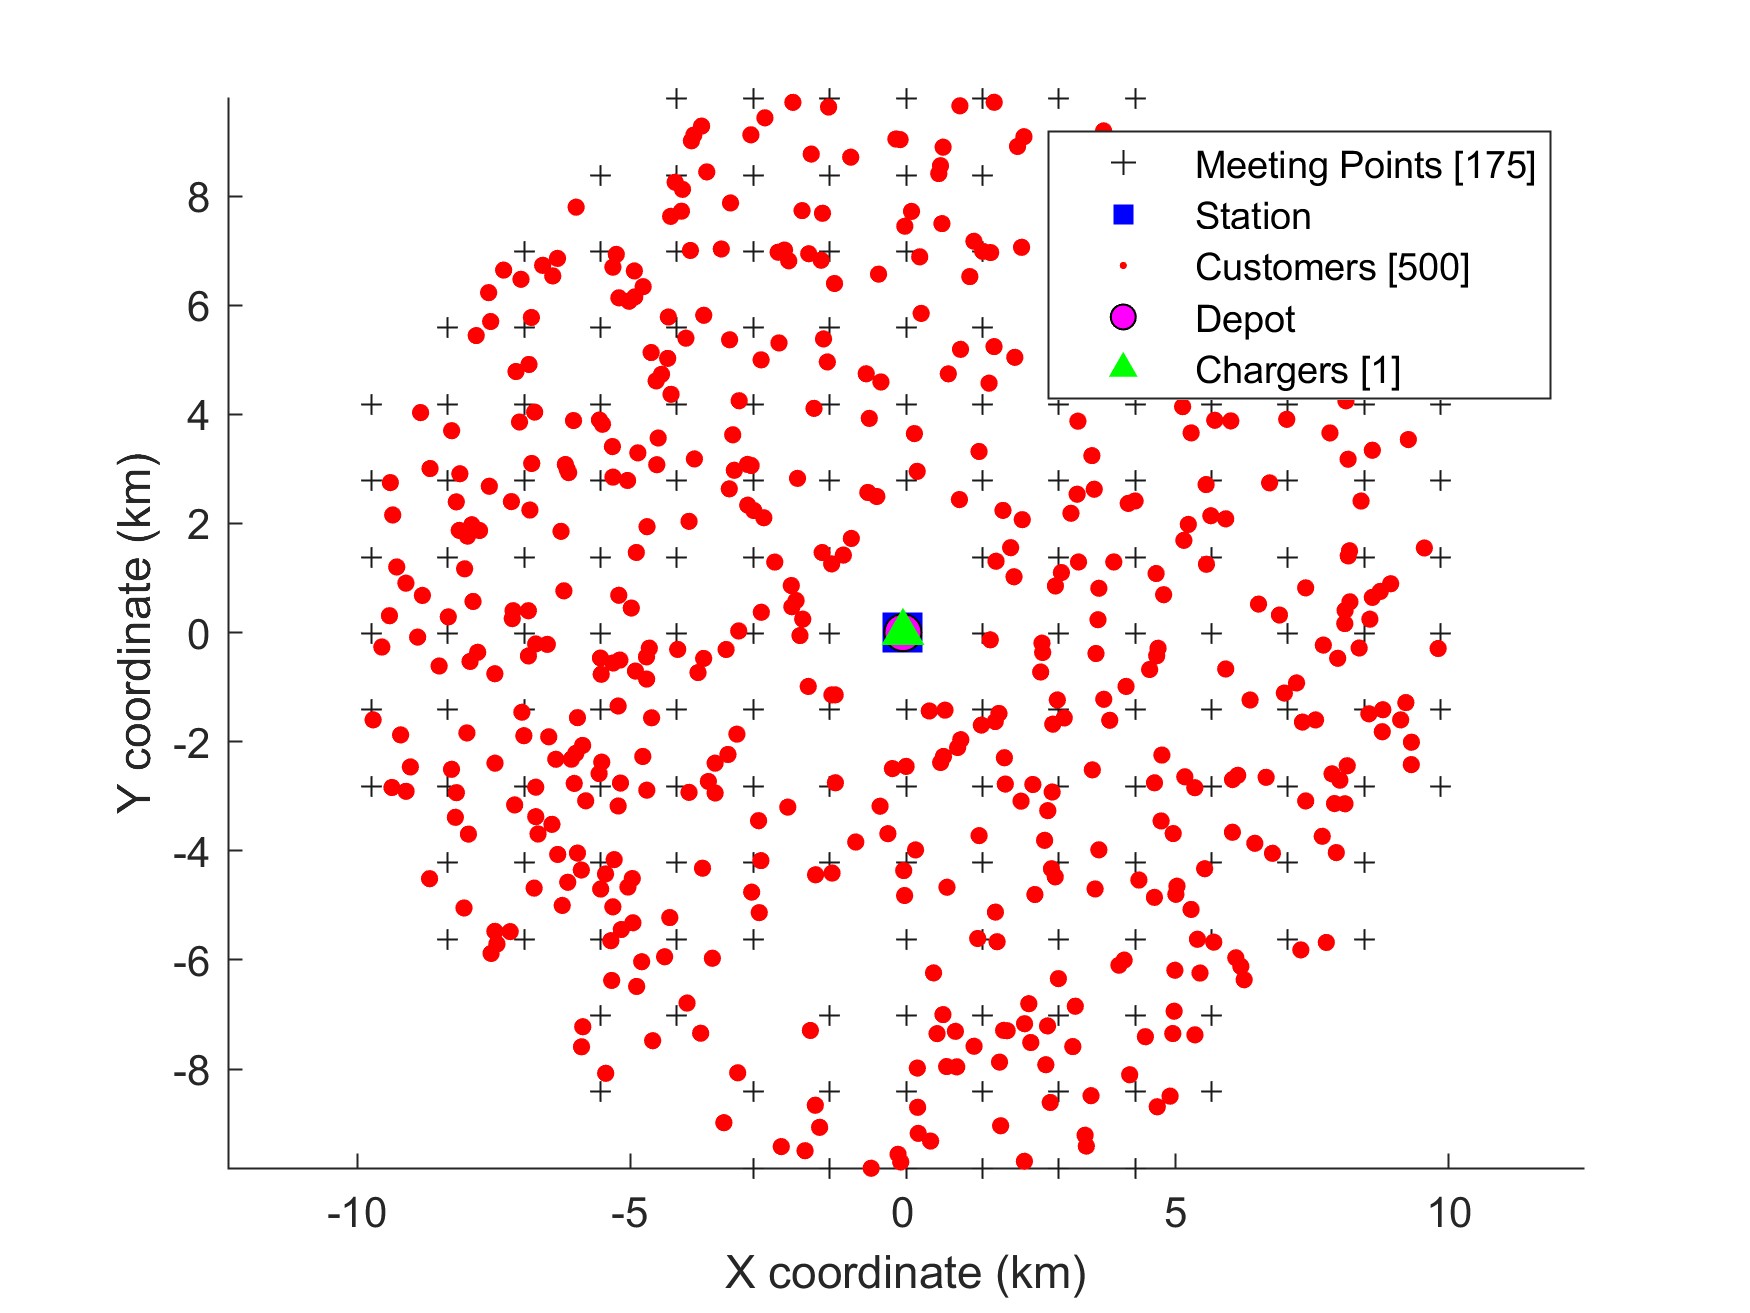 Meeting Points [175]
Station
Customers [500]
Depot
Chargers [1]
8
6
4
2
0
-2
-4
-6
-8
Y coordinate (km)
-10 -5 0 5 10
X coordinate (km)